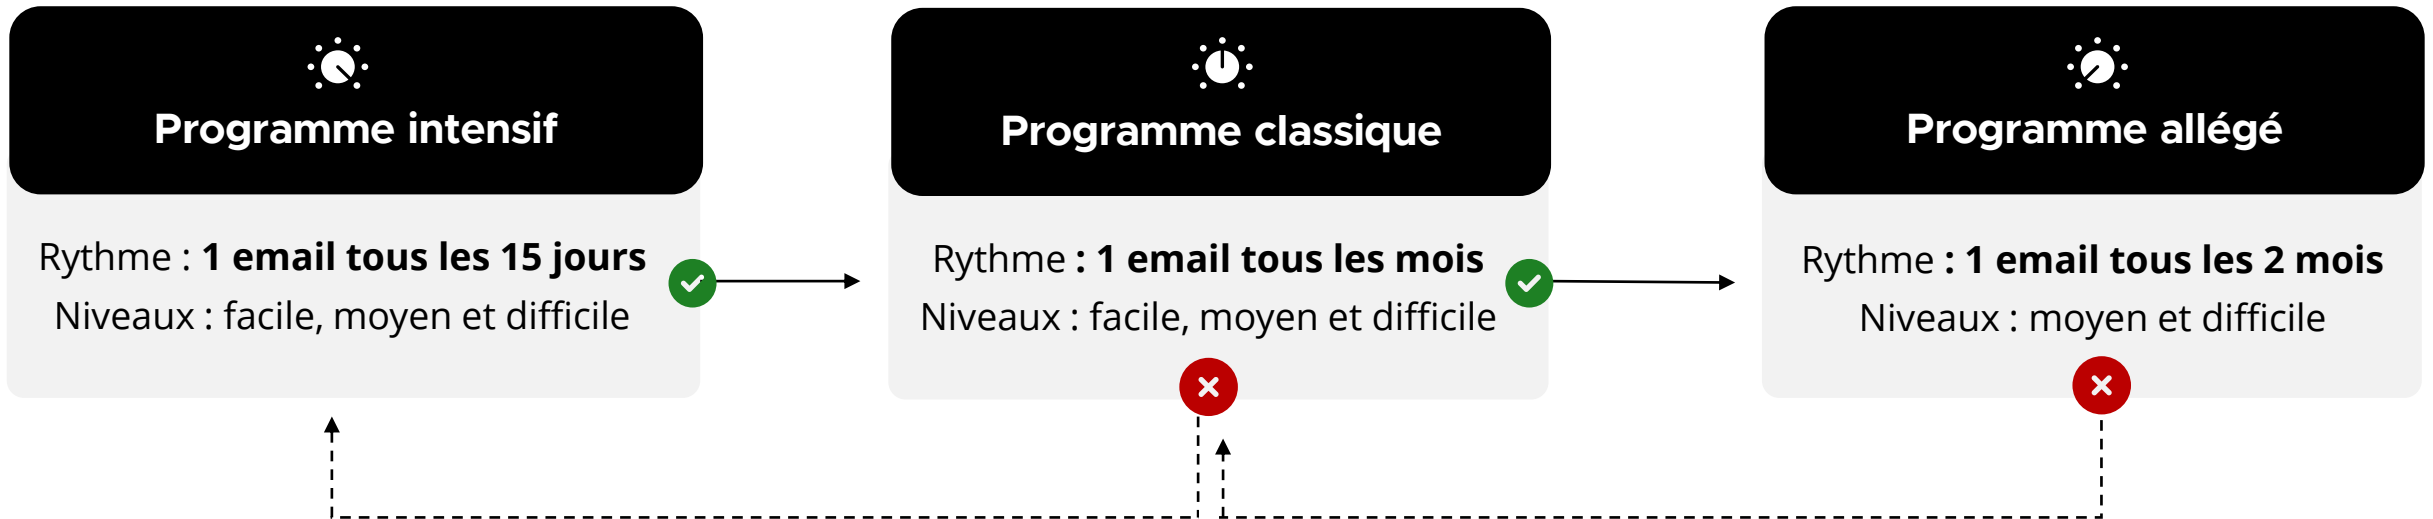 Programme intensif
Rythme : 1 email tous les 15 jours
Niveaux : facile, moyen et difficile
Programme classique
Rythme : 1 email tous les mois
Niveaux : facile, moyen et difficile
Programme allégé
Rythme : 1 email tous les 2 mois
Niveaux : moyen et difficile